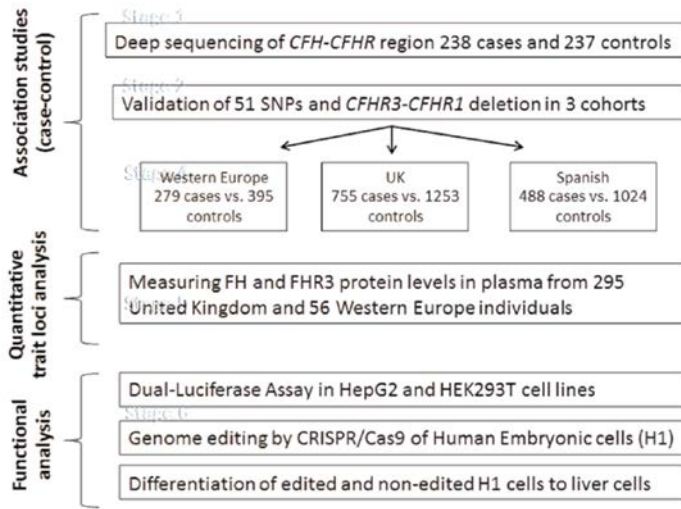 Association studies
(case-control)
Stage
Deep sequencing of CFH-CFHR region 238 cases and 237 controls
Stage 2
Validation of 51 SNPs and CFHR3-CFHR1 deletion in 3 cohorts
Stage 4
Western Europe
279 cases vs. 395
controls
UK
755 cases vs. 1253
controls
Spanish
488 cases vs. 1024
controls
Quantitative
trait loci analysis
Measuring FH and FHR3 protein levels in plasma from 295
Stage
United Kingdom and 56 Western Europe individuals
Functional
analysis
Dual-Luciferase Assay in HepG2 and HEK293T cell lines
Stage 6
Genome editing by CRISPR/Cas9 of Human Embryonic cells (H1)
Differentiation of edited and non-edited H1 cells to liver cells